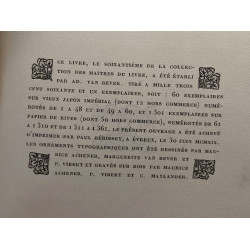 CE LIVRE, LE SOIXANTIÈME DE LA COLLEC-
TION DES MAITRES DU LIVRE, A ÉTÉ ÉTABLI
PAR AD. VAN BEVER. TIRÉ A MILLE TROIS
CENT SOIXANTE ET UN EXEMPLAIRES, SOIT : 60 EXEMPLAIRES
SUR VIEUX JAPON IMPÉRIAL (DONT 12 HORS COMMERCE) NUMÉ-
ROTÉS DE 1 A 48 ET DE 49 A 60, ET 1301 EXEMPLAIRES SUR
PAPIER DE RIVES (DONT 50 HORS COMMERCE), NUMÉROTÉS DE 61
A 1310 ET DE 1311 A 1361, LE PRÉSENT OUVRAGE A ÉTÉ ACHEVÉ
D'IMPRIMER PAR PAUL HÉRISSEY, A ÉVREUX, LE 30 JUIN MCMXX.
LES ORNEMENTS TYPOGRAPHIQUES ONT ÉTÉ DESSINÉS PAR MAU-
RICE ACHENER, MARGUERITE VAN BEVER ET
P. VIBERT ET GRAVÉS SUR BOIS PAR MAURICE
ACHENER, P. VIBERT ET G. MAYLANDER.